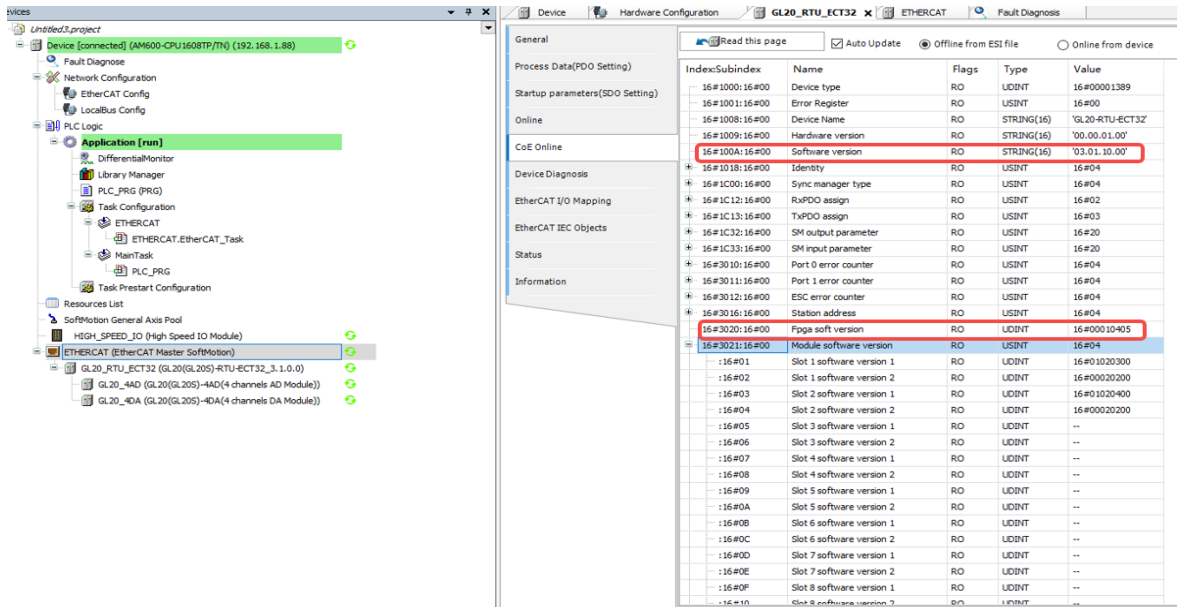 evices
Device
Hardware Configuration
GL20_RTU_ECT32
ETHERCAT
Fault Diagnosis
Untitled3.project
Device [connected] (AM600-CPU1608TP/TN) (192.168.1.88)
Fault Diagnose
Network Configuration
EtherCAT Config
LocalBus Config
PLC Logic
Application [run]
DifferentialMonitor
Library Manager
PLC_PRG (PRG)
Task Configuration
ETHERCAT
ETHERCAT.EtherCAT_Task
MainTask
PLC_PRG
Task Prestart Configuration
Resources List
SoftMotion General Axis Pool
HIGH_SPEED_IO (High Speed IO Module)
ETHERCAT (EtherCAT Master SoftMotion)
GL20_RTU_ECT32 (GL20(GL20S)-RTU-ECT32_3.1.0.0)
GL20_4AD (GL20(GL20S)-4AD(4 channels AD Module))
GL20_4DA (GL20(GL20S)-4DA(4 channels DA Module))
General
Process Data(PDO Setting)
Startup parameters(SDO Setting)
Online
CoE Online
Device Diagnosis
EtherCAT I/O Mapping
EtherCAT IEC Objects
Status
Information
Read this page Auto Update Offline from ESI file Online from device
Index:Subindex Name Flags Type Value
16#1000:16#00 Device type RO UDINT 16#00001389
16#1001:16#00 Error Register RO USINT 16#00
16#1008:16#00 Device Name RO STRING(16) 'GL20-RTU-ECT32'
16#1009:16#00 Hardware version RO STRING(16) '00.00.01.00'
16#100A:16#00 Software version RO STRING(16) '03.01.10.00'
16#1018:16#00 Identity RO USINT 16#04
16#1C00:16#00 Sync manager type RO USINT 16#04
16#1C12:16#00 RxPDO assign RO USINT 16#02
16#1C13:16#00 TxPDO assign RO USINT 16#03
16#1C32:16#00 SM output parameter RO USINT 16#20
16#1C33:16#00 SM input parameter RO USINT 16#20
16#3010:16#00 Port 0 error counter RO USINT 16#04
16#3011:16#00 Port 1 error counter RO USINT 16#04
16#3012:16#00 ESC error counter RO USINT 16#04
16#3016:16#00 Station address RO USINT 16#04
16#3020:16#00 Fpga soft version RO UDINT 16#00010405
16#3021:16#00 Module software version RO USINT 16#04
:16#01 Slot 1 software version 1 RO UDINT 16#01020300
:16#02 Slot 1 software version 2 RO UDINT 16#00020200
:16#03 Slot 2 software version 1 RO UDINT 16#01020400
:16#04 Slot 2 software version 2 RO UDINT 16#00020200
:16#05 Slot 3 software version 1 RO UDINT --
:16#06 Slot 3 software version 2 RO UDINT --
:16#07 Slot 4 software version 1 RO UDINT --
:16#08 Slot 4 software version 2 RO UDINT --
:16#09 Slot 5 software version 1 RO UDINT --
:16#0A Slot 5 software version 2 RO UDINT --
:16#0B Slot 6 software version 1 RO UDINT --
:16#0C Slot 6 software version 2 RO UDINT --
:16#0D Slot 7 software version 1 RO UDINT --
:16#0E Slot 7 software version 2 RO UDINT --
:16#0F Slot 8 software version 1 RO UDINT --
:16#10 Slot 8 software version 2 RO UDINT --